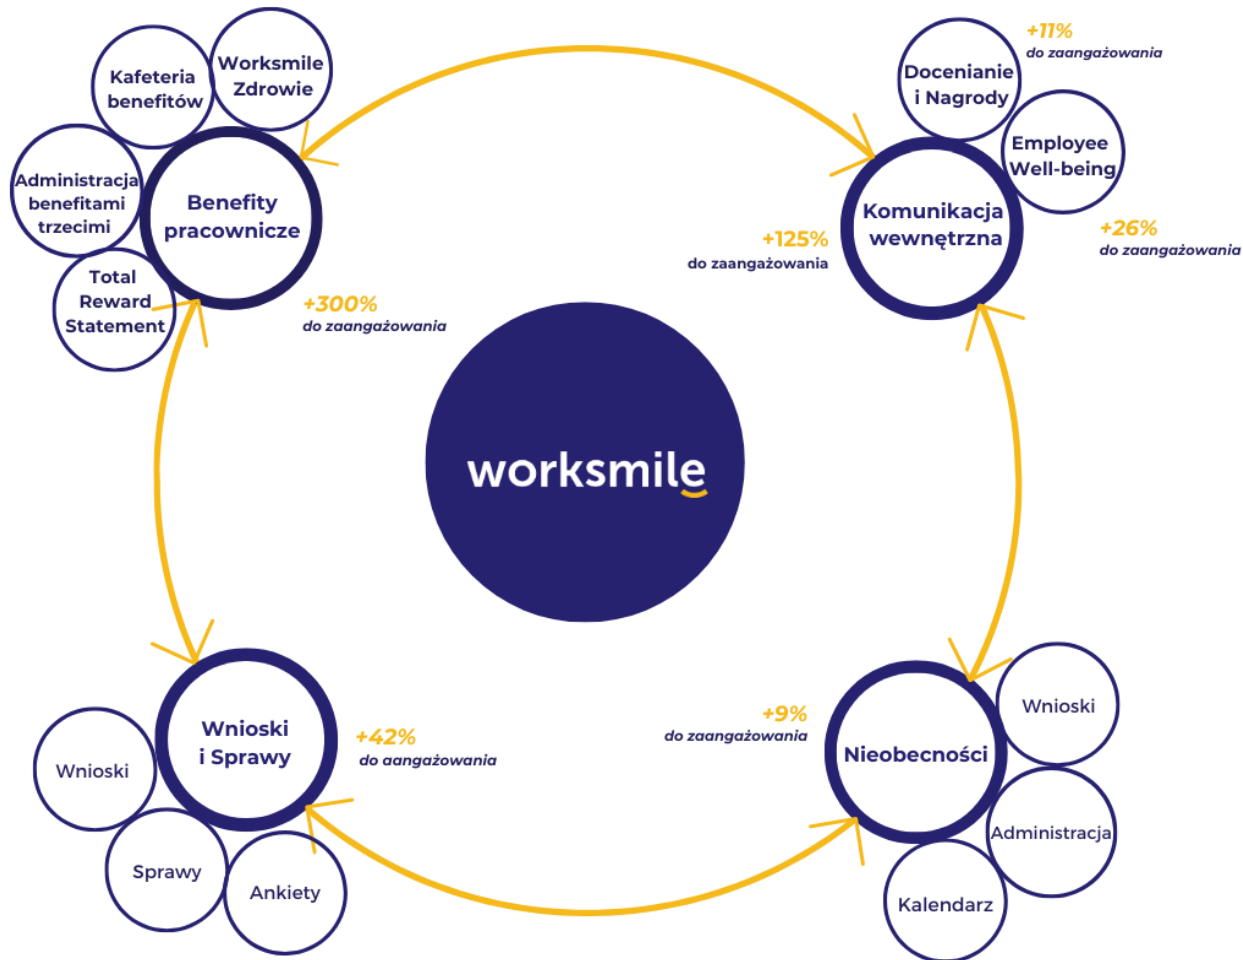 Worksmile
Zdrowie
Kafeteria
benefitów
Administracja
benefitami
trzecimi
Total
Reward
Statement
Benefity
pracownicze
+300%
do zaangażowania
+11%
do zaangażowania
Docenianie
i Nagrody
Employee
Well-being
Komunikacja
wewnętrzna
+125%
do zaangażowania
+26%
do zaangażowania
worksmile
Wnioski
i Sprawy
+42%
do aangażowania
Wnioski
Sprawy
Ankiety
+9%
do zaangażowania
Nieobecności
Wnioski
Administracja
Kalendarz